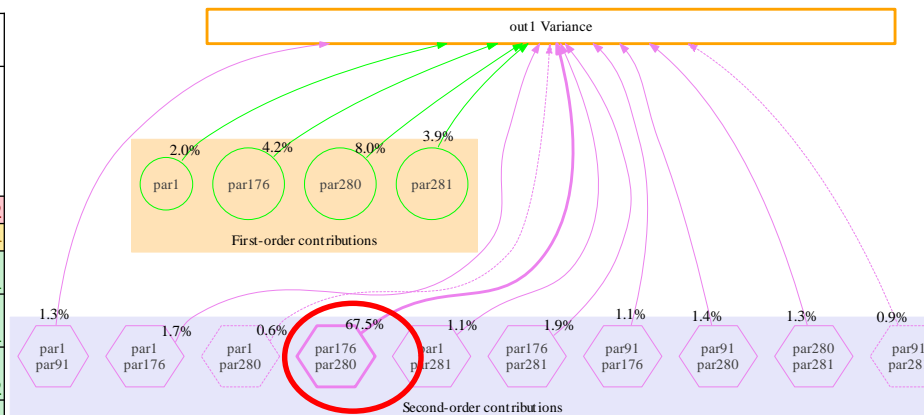 out1 Variance
2.0%
4.2%
8.0%
3.9%
par1
par176
par280
par281
First-order contributions
1.3%
1.7%
0.6%
67.5%
1.1%
1.9%
1.1%
1.4%
1.3%
0.9%
par1
par91
par1
par176
par1
par280
par176
par280
par1
par281
par176
par281
par91
par176
par91
par280
par280
par281
par91
par28
Second-order contributions